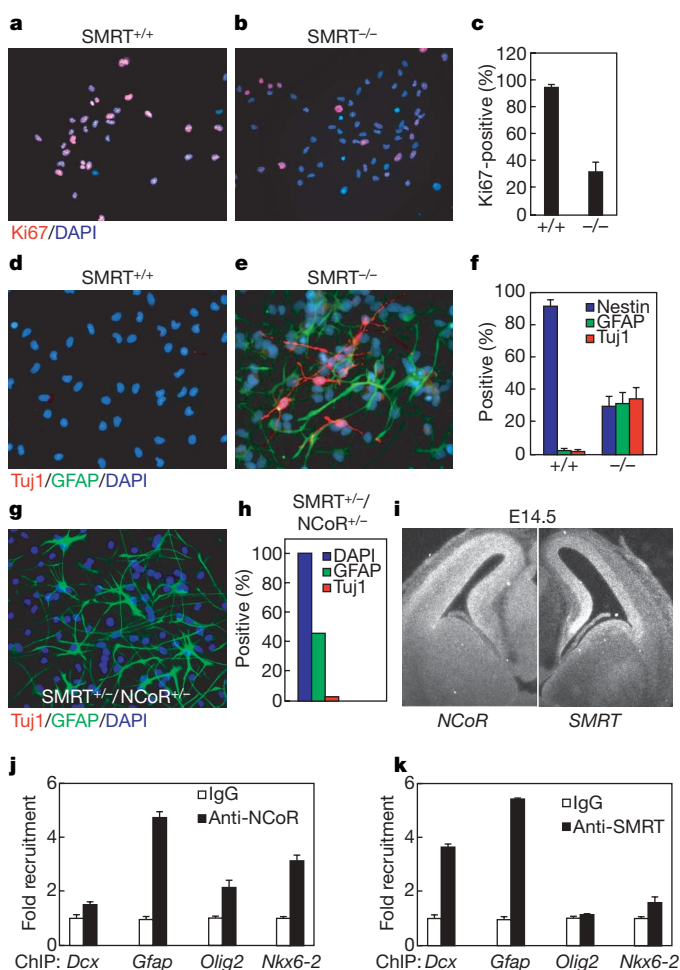 a
SMRT+/+
b
SMRT−/−
c
Ki67-positive (%)
120
100
80
60
40
20
0
+/+
−/−
Ki67/DAPI
d
SMRT+/+
e
SMRT−/−
f
Positive (%)
100
80
60
40
20
0
Nestin
GFAP
Tuj1
+/+
−/−
Tuj1/GFAP/DAPI
g
SMRT+/−/NCoR+/−
Tuj1/GFAP/DAPI
h
SMRT+/−/
NCoR+/−
Positive (%)
100
80
60
40
20
0
DAPI
GFAP
Tuj1
i
E14.5
NCoR
SMRT
j
Fold recruitment
6
4
2
0
IgG
Anti-NCoR
ChIP: Dcx Gfap Olig2 Nkx6-2
k
Fold recruitment
6
4
2
0
IgG
Anti-SMRT
ChIP: Dcx Gfap Olig2 Nkx6-2